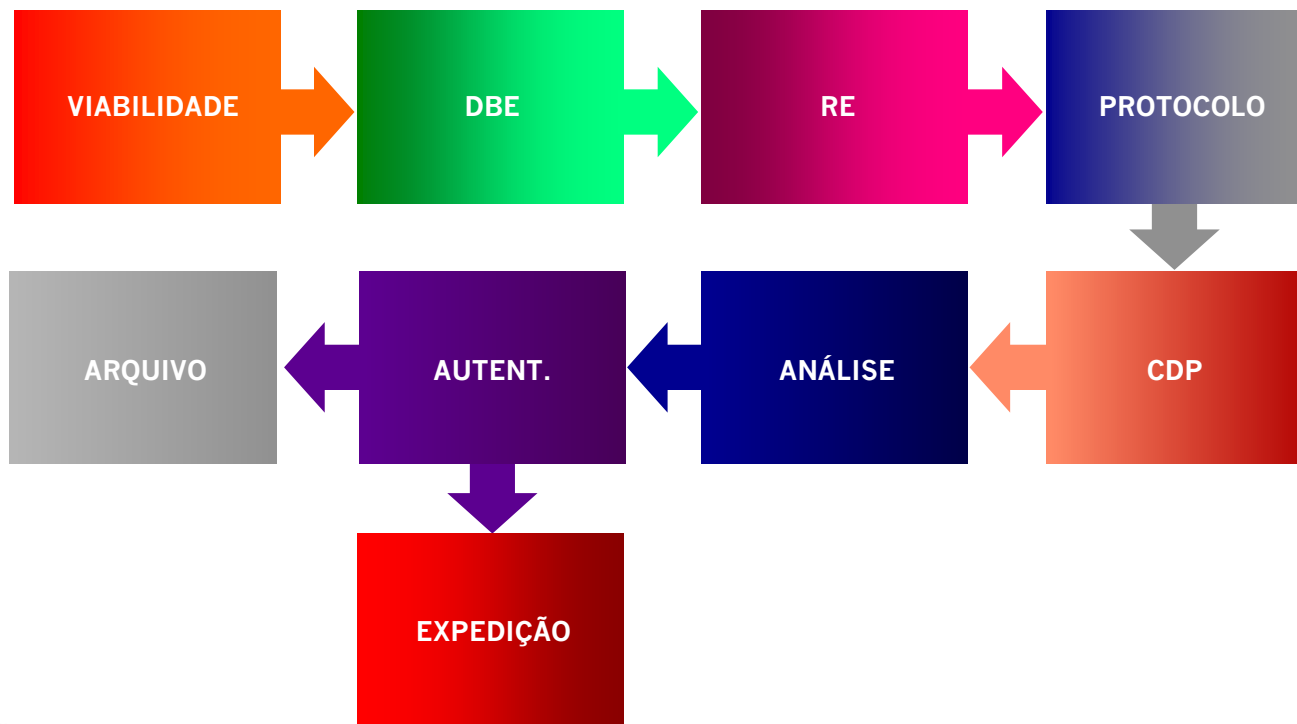 VIABILIDADE
DBE
RE
PROTOCOLO
CDP
ANÁLISE
AUTENT.
ARQUIVO
EXPEDIÇÃO